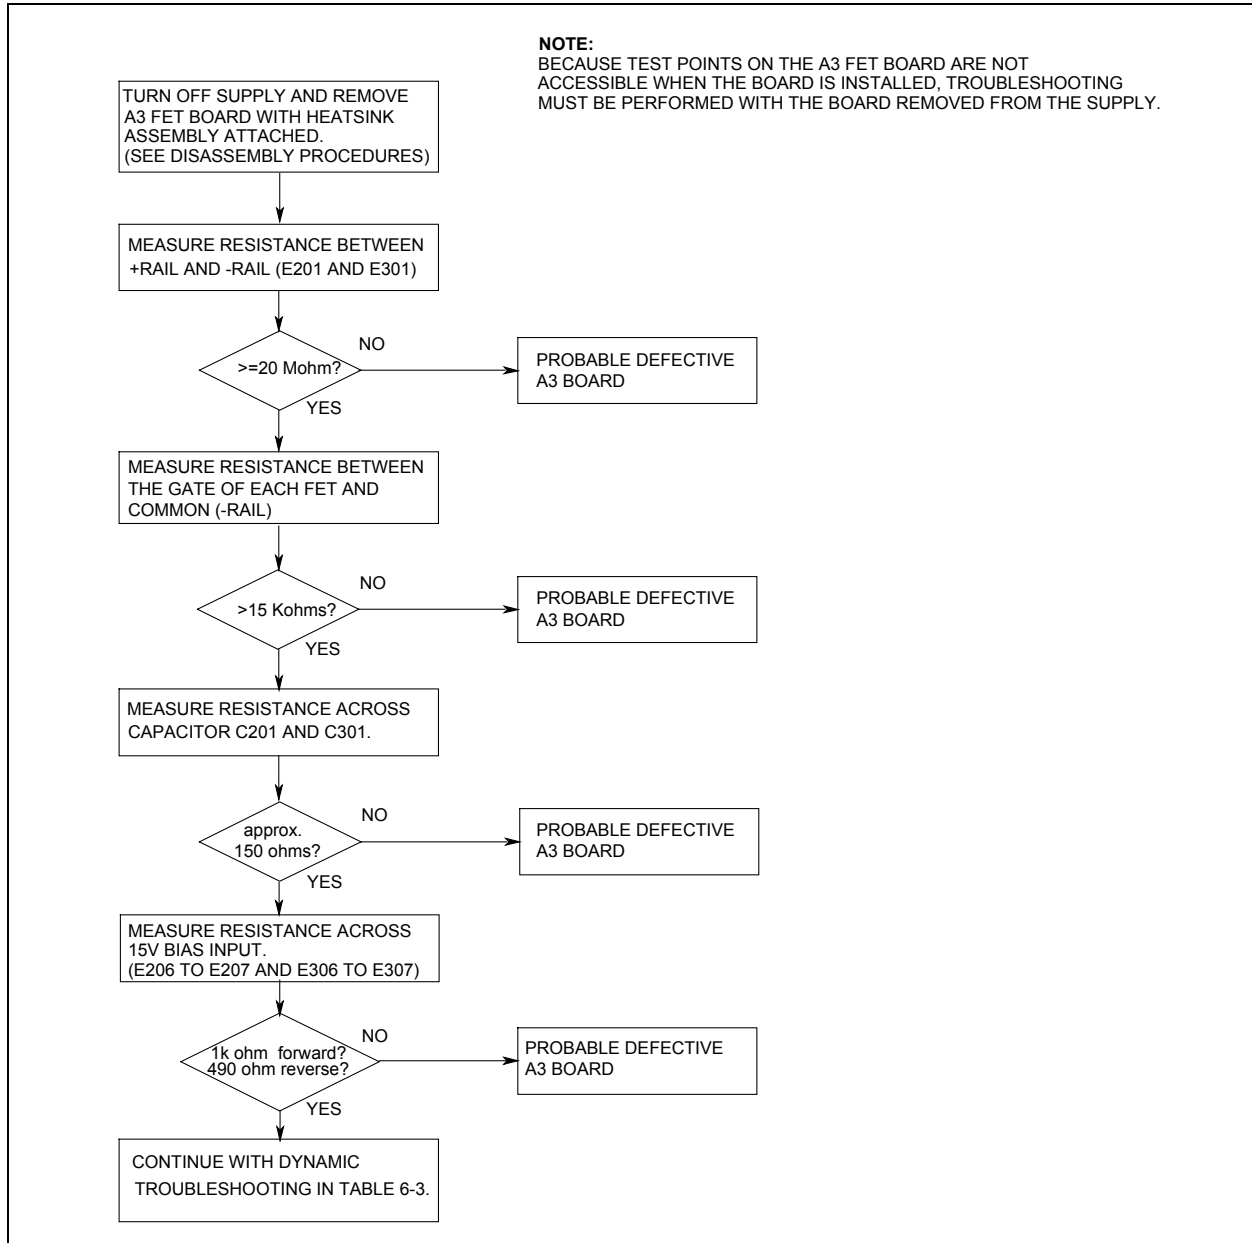 NOTE:
BECAUSE TEST POINTS ON THE A3 FET BOARD ARE NOT
ACCESSIBLE WHEN THE BOARD IS INSTALLED, TROUBLESHOOTING
MUST BE PERFORMED WITH THE BOARD REMOVED FROM THE SUPPLY.
TURN OFF SUPPLY AND REMOVE
A3 FET BOARD WITH HEATSINK
ASSEMBLY ATTACHED.
(SEE DISASSEMBLY PROCEDURES)
MEASURE RESISTANCE BETWEEN
+RAIL AND -RAIL (E201 AND E301)
>=20 Mohm?
NO
PROBABLE DEFECTIVE
A3 BOARD
YES
MEASURE RESISTANCE BETWEEN
THE GATE OF EACH FET AND
COMMON (-RAIL)
>15 Kohms?
NO
PROBABLE DEFECTIVE
A3 BOARD
YES
MEASURE RESISTANCE ACROSS
CAPACITOR C201 AND C301.
approx.
150 ohms?
NO
PROBABLE DEFECTIVE
A3 BOARD
YES
MEASURE RESISTANCE ACROSS
15V BIAS INPUT.
(E206 TO E207 AND E306 TO E307)
1k ohm forward?
490 ohm reverse?
NO
PROBABLE DEFECTIVE
A3 BOARD
YES
CONTINUE WITH DYNAMIC
TROUBLESHOOTING IN TABLE 6-3.